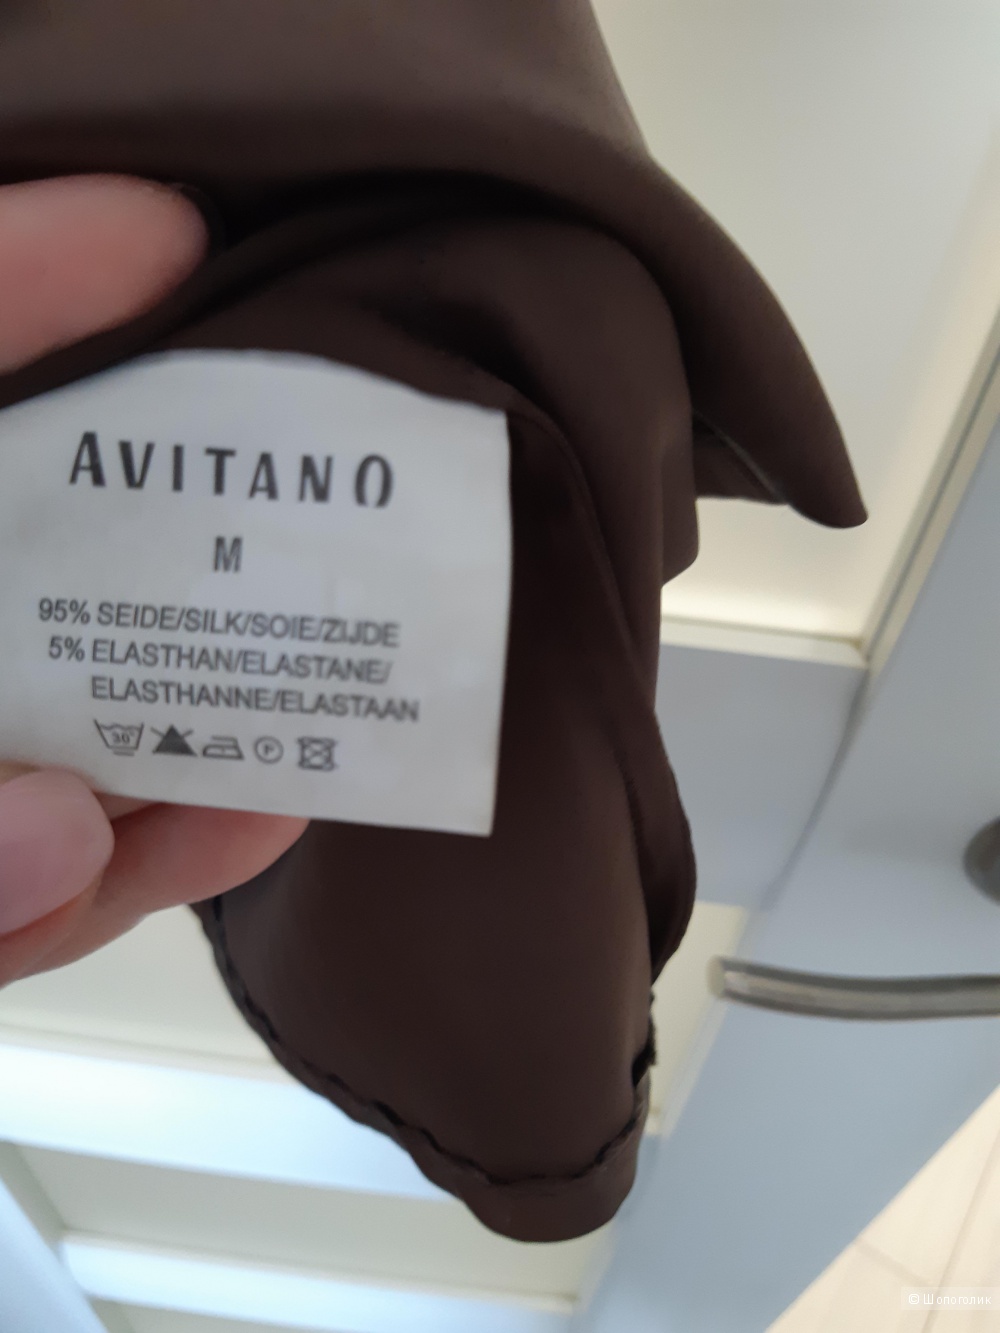 AVITANO
M
95% SEIDE/SILK/SOIE/ZIJDE
5% ELASTHAN/ELASTANE/
ELASTHANNE/ELASTAAN
30°
P
© Шопоголик